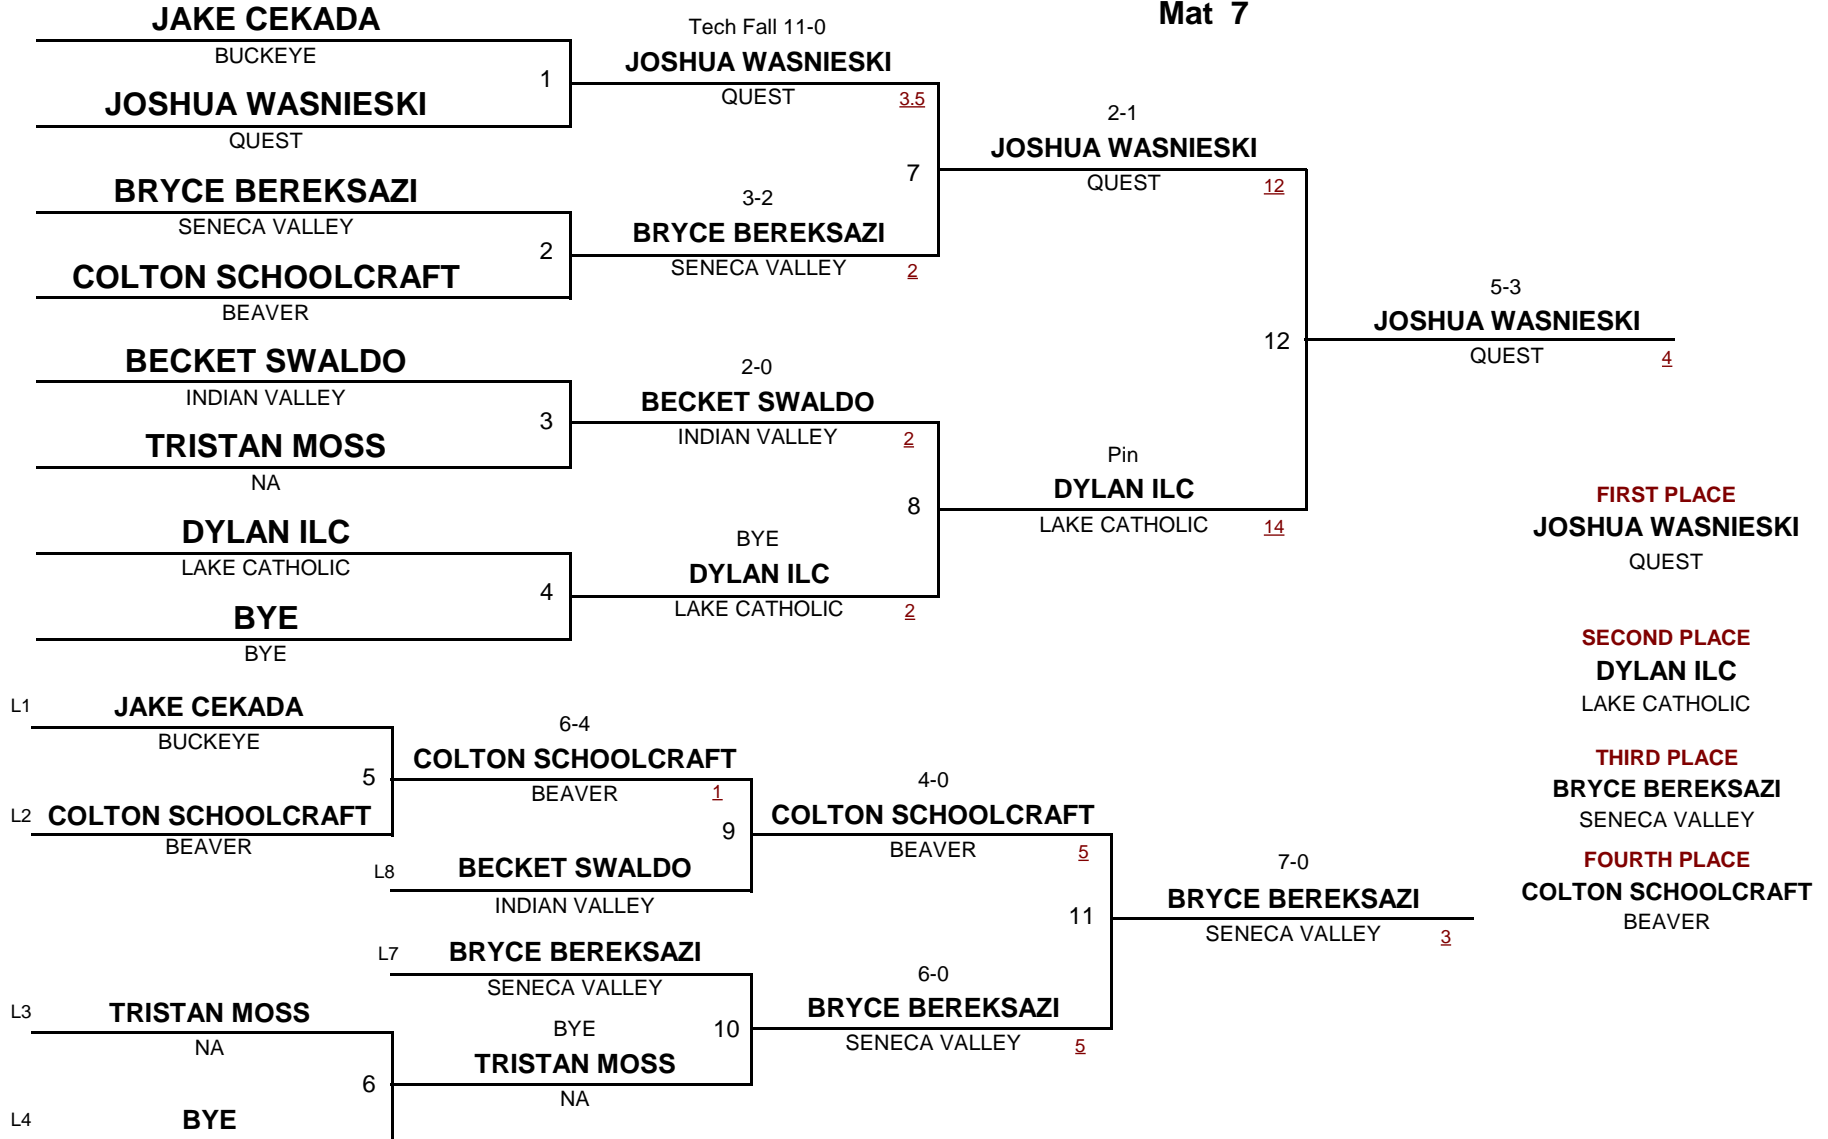 Mat 7
JAKE CEKADA
BUCKEYE
1
JOSHUA WASNIESKI
QUEST
BRYCE BEREKSAZI
SENECA VALLEY
2
COLTON SCHOOLCRAFT
BEAVER
BECKET SWALDO
INDIAN VALLEY
3
TRISTAN MOSS
NA
DYLAN ILC
LAKE CATHOLIC
4
BYE
BYE
Tech Fall 11-0
JOSHUA WASNIESKI
QUEST 3.5
7
3-2
BRYCE BEREKSAZI
SENECA VALLEY 2
2-0
BECKET SWALDO
INDIAN VALLEY 2
8
BYE
DYLAN ILC
LAKE CATHOLIC 2
2-1
JOSHUA WASNIESKI
QUEST 12
12
Pin
DYLAN ILC
LAKE CATHOLIC 14
5-3
JOSHUA WASNIESKI
QUEST 4
FIRST PLACE
JOSHUA WASNIESKI
QUEST
SECOND PLACE
DYLAN ILC
LAKE CATHOLIC
THIRD PLACE
BRYCE BEREKSAZI
SENECA VALLEY
FOURTH PLACE
COLTON SCHOOLCRAFT
BEAVER
L1 JAKE CEKADA
BUCKEYE
5
L2 COLTON SCHOOLCRAFT
BEAVER
L3 TRISTAN MOSS
NA
6
L4 BYE
6-4
COLTON SCHOOLCRAFT
BEAVER 1
9
L8 BECKET SWALDO
INDIAN VALLEY
L7 BRYCE BEREKSAZI
SENECA VALLEY
10
BYE
TRISTAN MOSS
NA
4-0
COLTON SCHOOLCRAFT
BEAVER 5
11
6-0
BRYCE BEREKSAZI
SENECA VALLEY 5
7-0
BRYCE BEREKSAZI
SENECA VALLEY 3